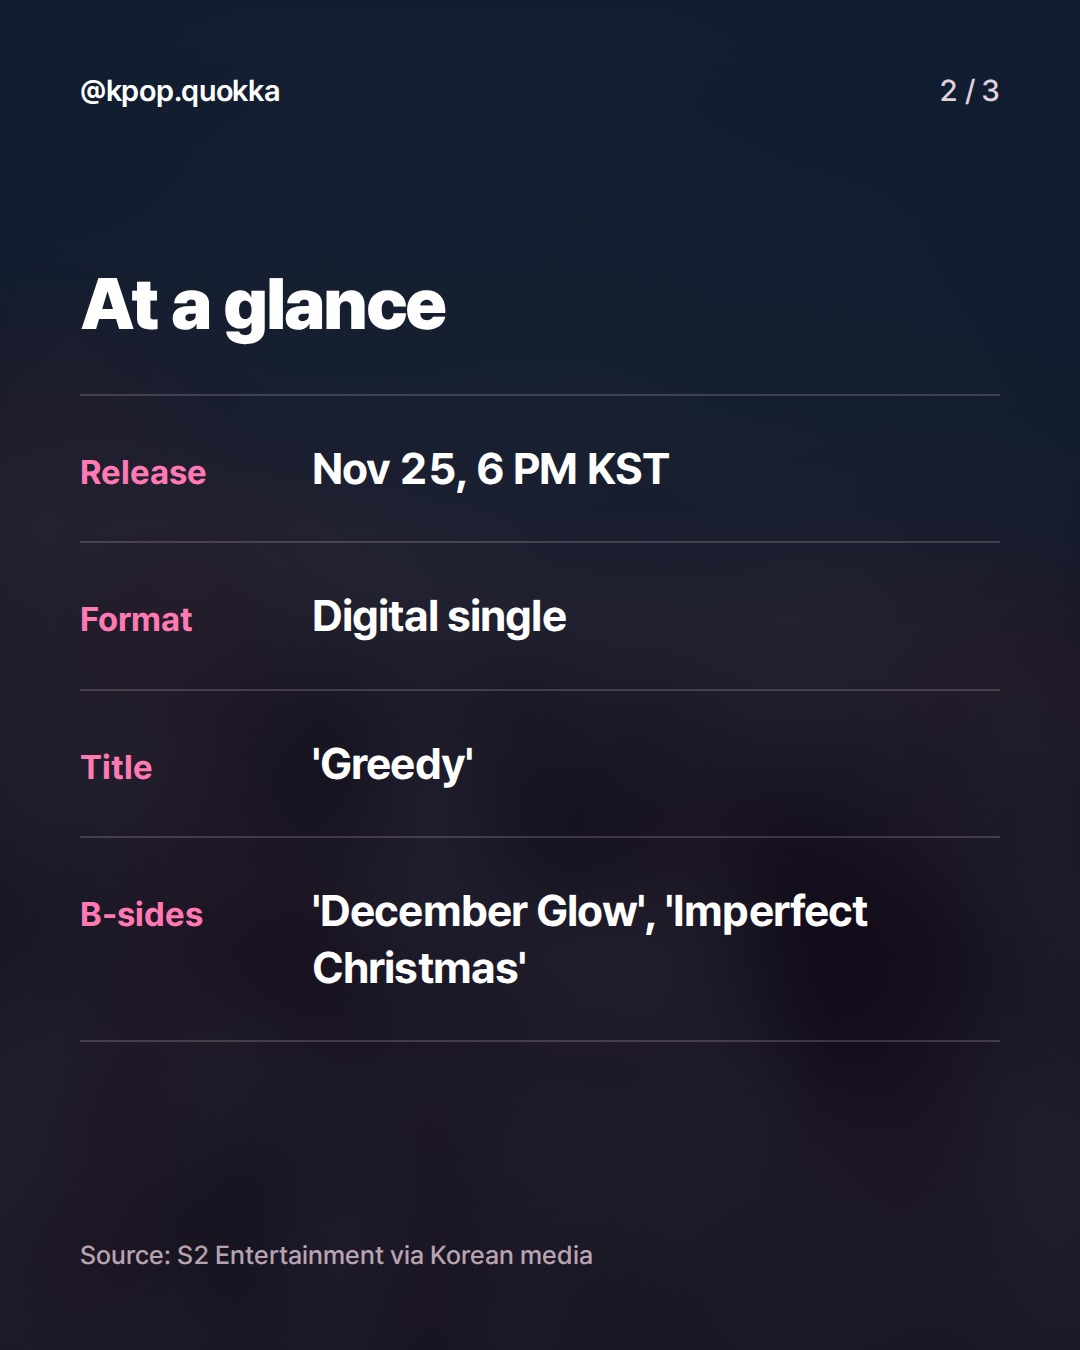 @kpop.quokka
2 / 3
At a glance
Release
Nov 25, 6 PM KST
Format
Digital single
Title
'Greedy'
B-sides
'December Glow', 'Imperfect
Christmas'
Source: S2 Entertainment via Korean media